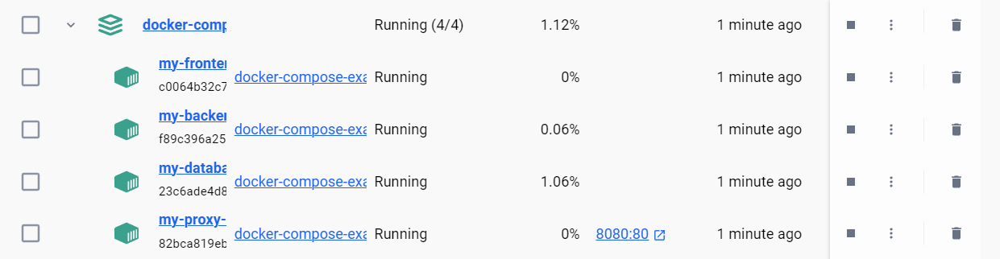 docker-comp Running (4/4) 1.12% 1 minute ago
my-fronte
c0064b32c7
docker-compose-exa Running 0% 1 minute ago
my-backe
f89c396a25
docker-compose-exa Running 0.06% 1 minute ago
my-databa
23c6ade4d8
docker-compose-exa Running 1.06% 1 minute ago
my-proxy-
82bca819eb
docker-compose-exa Running 0% 8080:80 1 minute ago